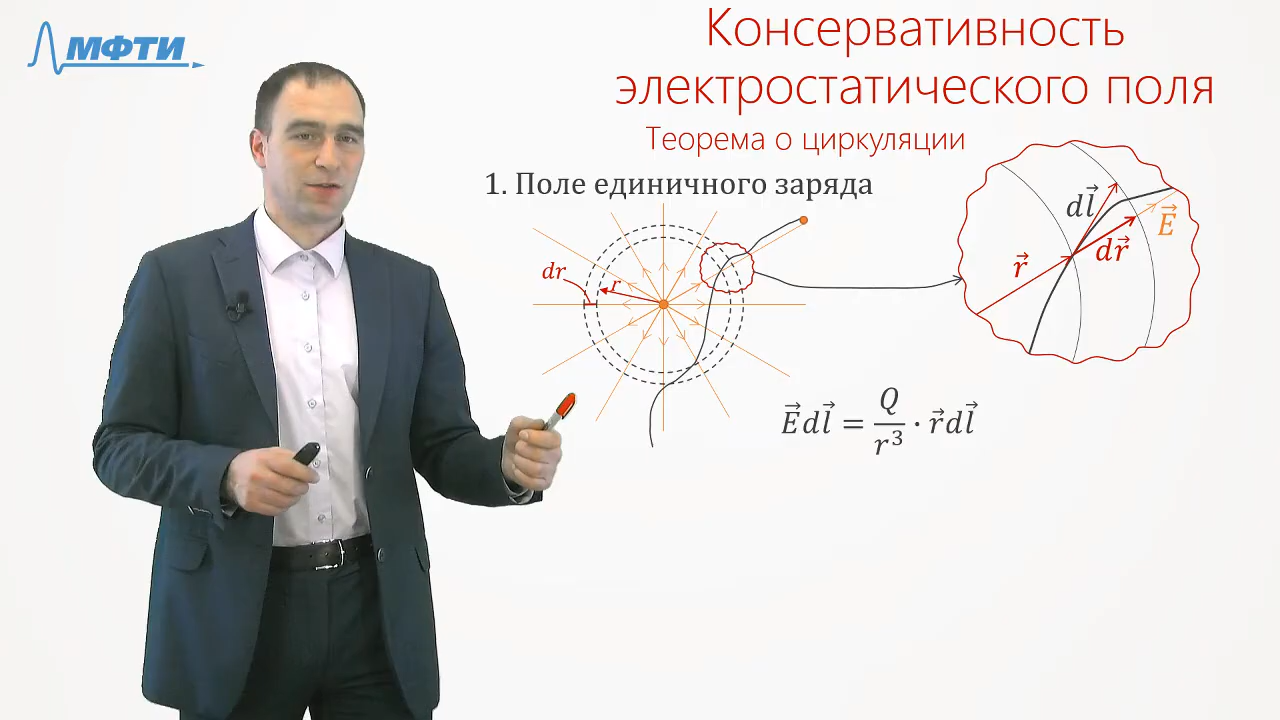 МФТИ
Консервативность
электростатического поля
Теорема о циркуляции
1. Поле единичного заряда
dr
r
dl⃗
E⃗
dr⃗
r⃗
E⃗dl⃗ = Q/r³ · r⃗dl⃗